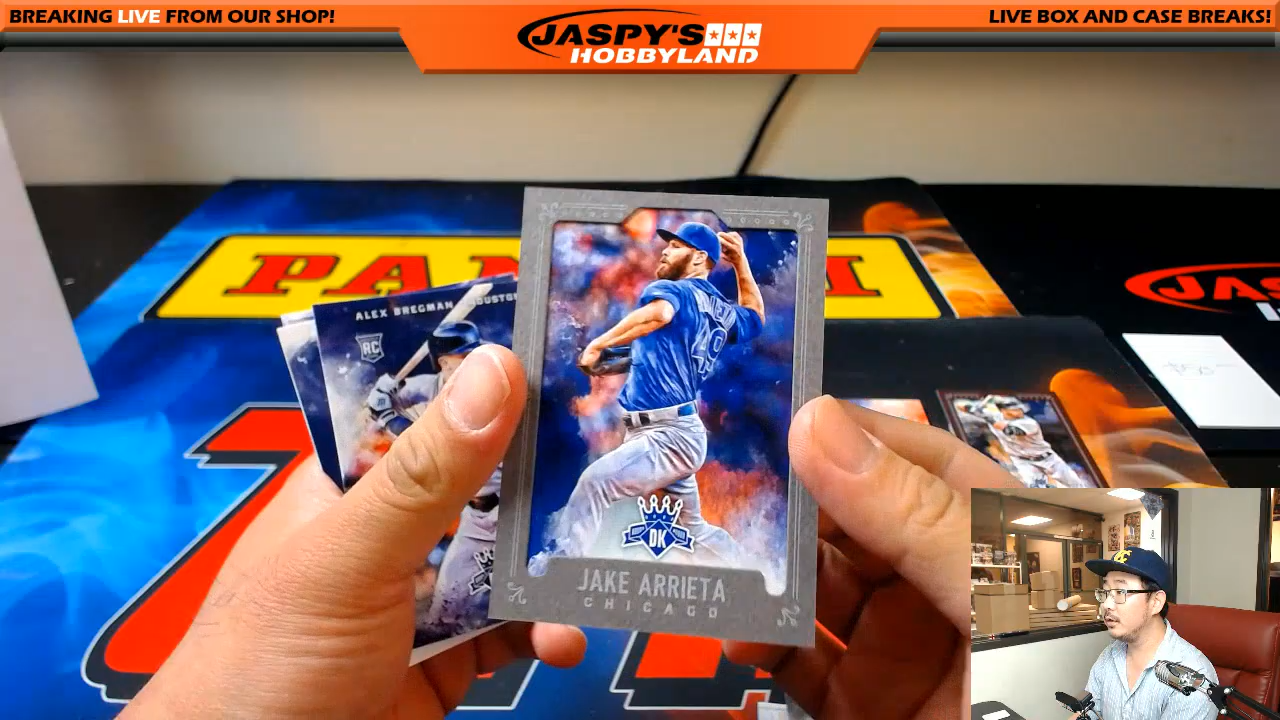 BREAKING LIVE FROM OUR SHOP!
JASPY'S
HOBBYLAND
LIVE BOX AND CASE BREAKS!
ALEX BREGMAN HOUSTON
RC
49
DK
JAKE ARRIETA
CHICAGO